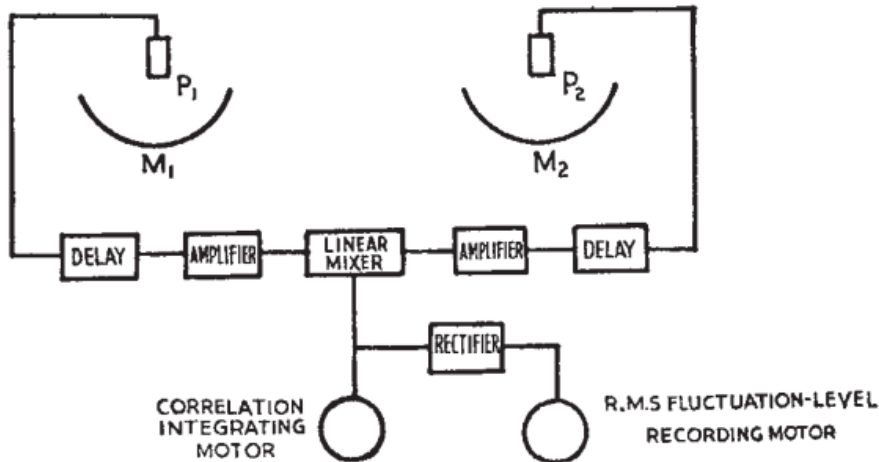 P₁
P₂
M₁
M₂
DELAY
AMPLIFIER
LINEAR
MIXER
AMPLIFIER
DELAY
RECTIFIER
CORRELATION
INTEGRATING
MOTOR
R.M.S FLUCTUATION-LEVEL
RECORDING MOTOR